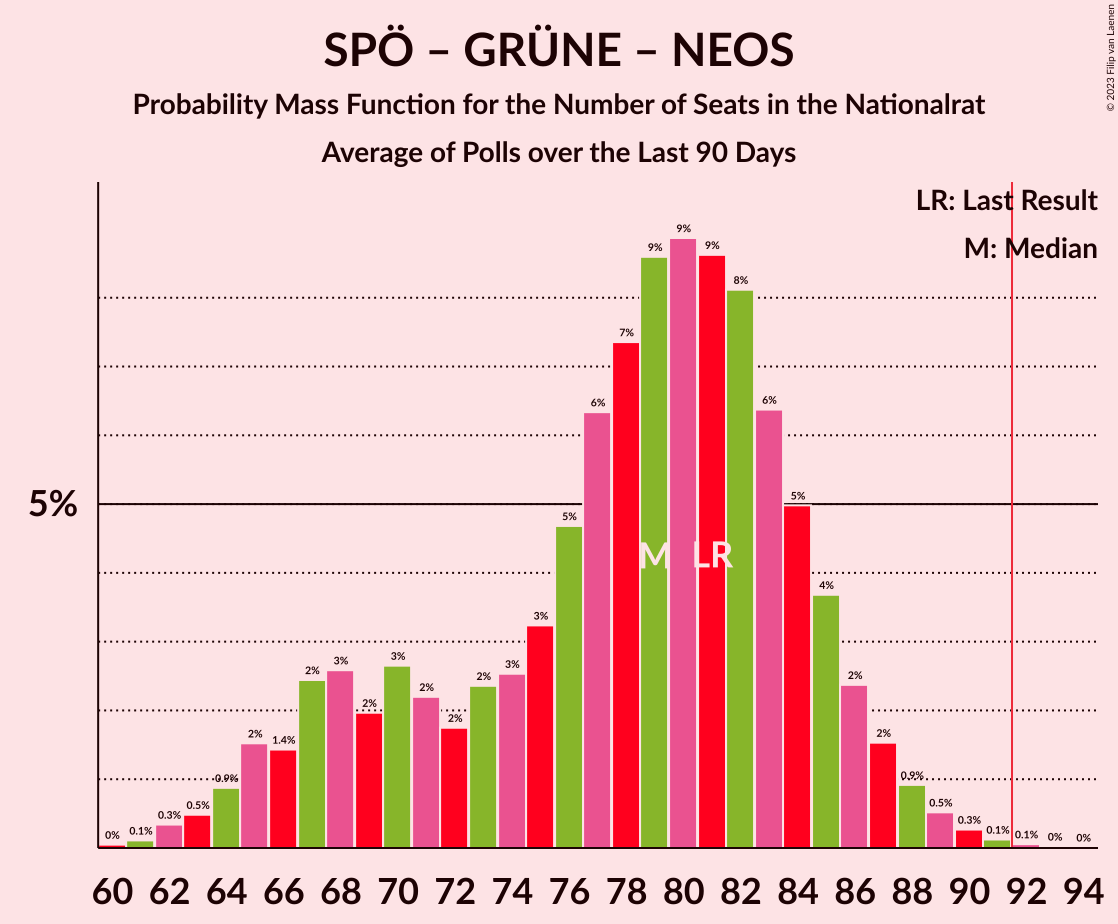 SPÖ – GRÜNE – NEOS
Probability Mass Function for the Number of Seats in the Nationalrat
Average of Polls over the Last 90 Days
© 2023 Filip van Laenen
LR: Last Result
M: Median
5%
0% 0.1% 0.3% 0.5% 0.9% 2% 1.4% 2% 3% 2% 3% 2% 2% 2% 3% 3% 5% 6% 7% 9% 9% 9% 8% 6% 5% 4% 2% 2% 0.9% 0.5% 0.3% 0.1% 0.1% 0% 0%
M LR
60 62 64 66 68 70 72 74 76 78 80 82 84 86 88 90 92 94